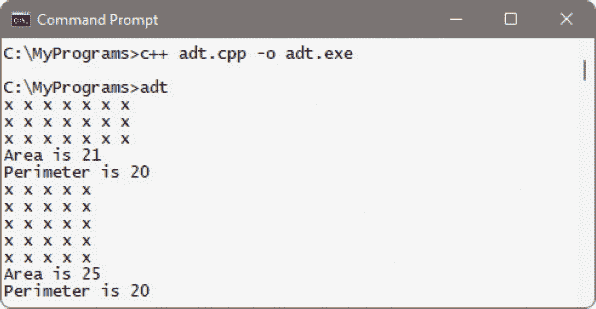 Command Prompt
C:\MyPrograms>c++ adt.cpp -o adt.exe
C:\MyPrograms>adt
x x x x x x x
x x x x x x x
x x x x x x x
Area is 21
Perimeter is 20
x x x x x
x x x x x
x x x x x
x x x x x
x x x x x
Area is 25
Perimeter is 20